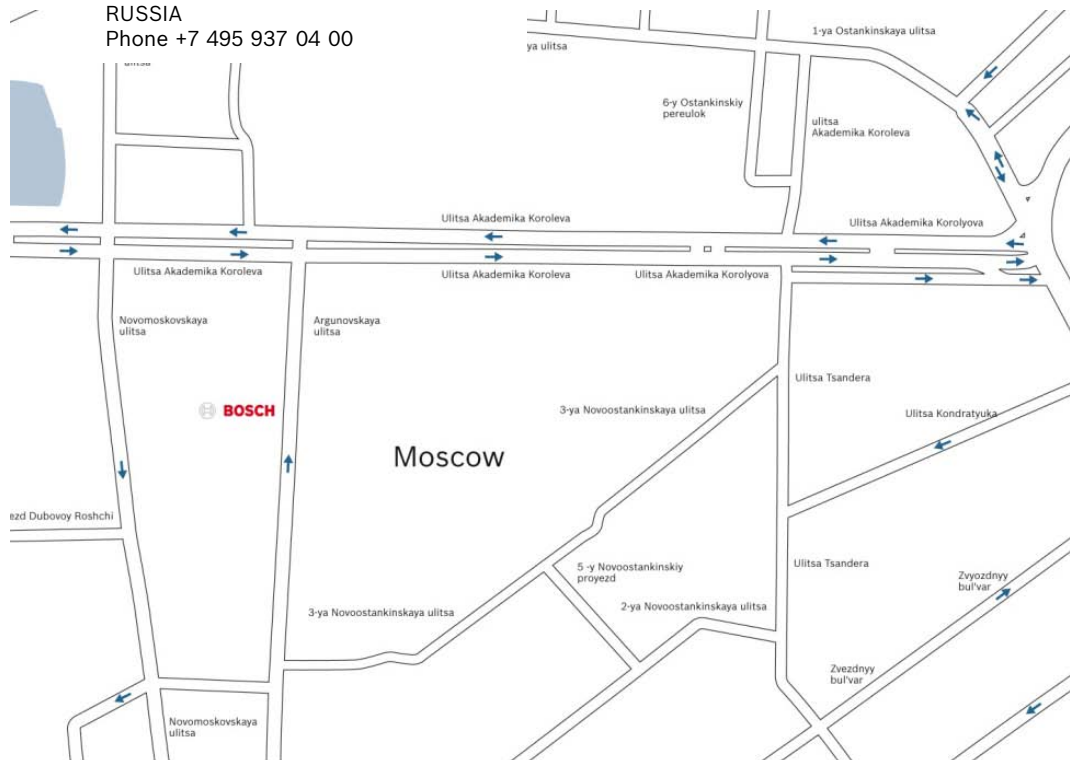 RUSSIA
Phone +7 495 937 04 00
1-ya Ostankinskaya ulitsa
ya ulitsa
ulitsa
6-y Ostankinskiy
pereulok
ulitsa
Akademika Koroleva
Ulitsa Akademika Koroleva
Ulitsa Akademika Korolyova
Ulitsa Akademika Koroleva
Ulitsa Akademika Koroleva
Ulitsa Akademika Korolyova
Novomoskovskaya
ulitsa
Argunovskaya
ulitsa
Ulitsa Tsandera
BOSCH
3-ya Novoostankinskaya ulitsa
Ulitsa Kondratyuka
Moscow
ezd Dubovoy Roshchi
5 -y Novoostankinskiy
proyezd
Ulitsa Tsandera
Zvyozdnyy
bul'var
3-ya Novoostankinskaya ulitsa
2-ya Novoostankinskaya ulitsa
Zvezdnyy
bul'var
Novomoskovskaya
ulitsa